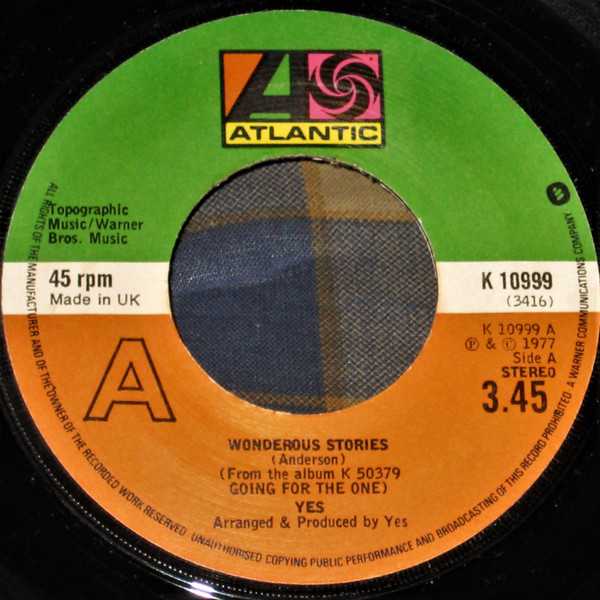 ATLANTIC
Topographic
Music/Warner
Bros. Music
45 rpm
Made in UK
K 10999
(3416)
K 10999 A
℗ & © 1977
Side A
STEREO
3.45
A
WONDEROUS STORIES
(Anderson)
(From the album K 50379
GOING FOR THE ONE)
YES
Arranged & Produced by Yes
ALL RIGHTS OF THE MANUFACTURER AND OF THE OWNER OF THE RECORDED WORK RESERVED. UNAUTHORISED COPYING PUBLIC PERFORMANCE AND BROADCASTING OF THIS RECORD PROHIBITED. A WARNER COMMUNICATIONS COMPANY